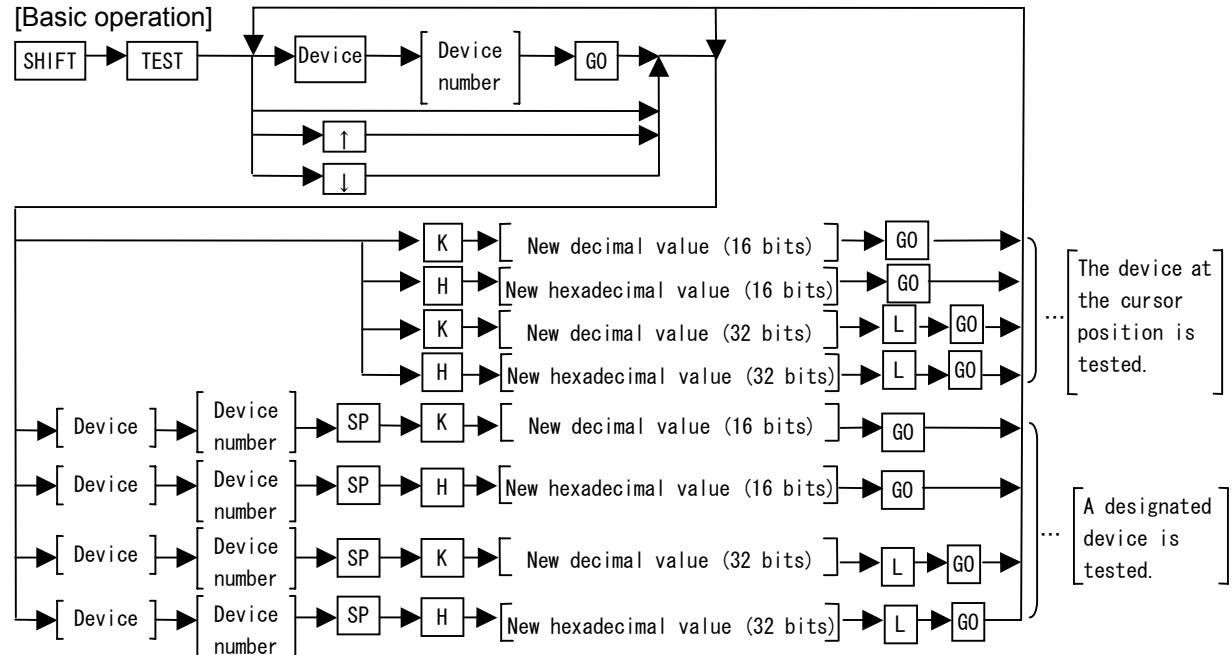 [Basic operation]
SHIFT TEST Device [Device number] GO
↑
↓
K [New decimal value (16 bits)] GO
H [New hexadecimal value (16 bits)] GO
K [New decimal value (32 bits)] L GO
H [New hexadecimal value (32 bits)] L GO
… [The device at
the cursor
position is
tested.]
[Device] [Device number] SP K [New decimal value (16 bits)] GO
[Device] [Device number] SP H [New hexadecimal value (16 bits)] GO
[Device] [Device number] SP K [New decimal value (32 bits)] L GO
[Device] [Device number] SP H [New hexadecimal value (32 bits)] L GO
… [A designated
device is
tested.]